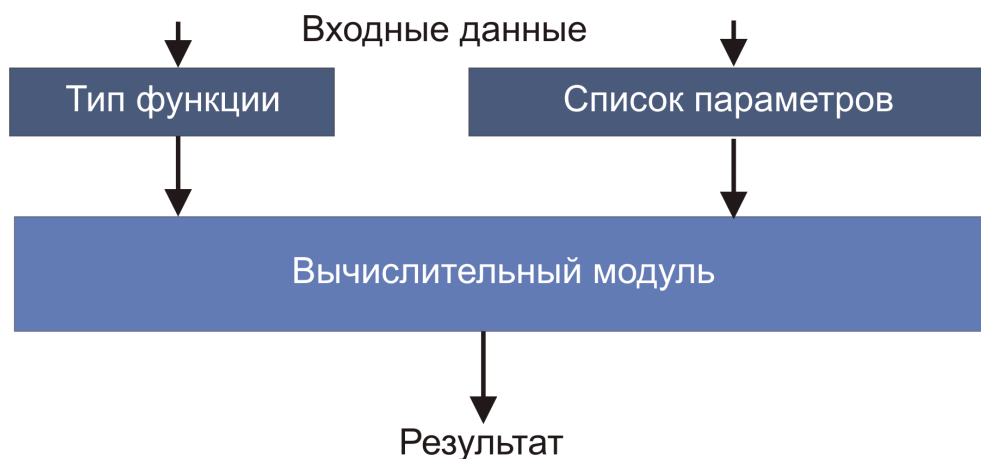 Входные данные
Тип функции
Список параметров
Вычислительный модуль
Результат